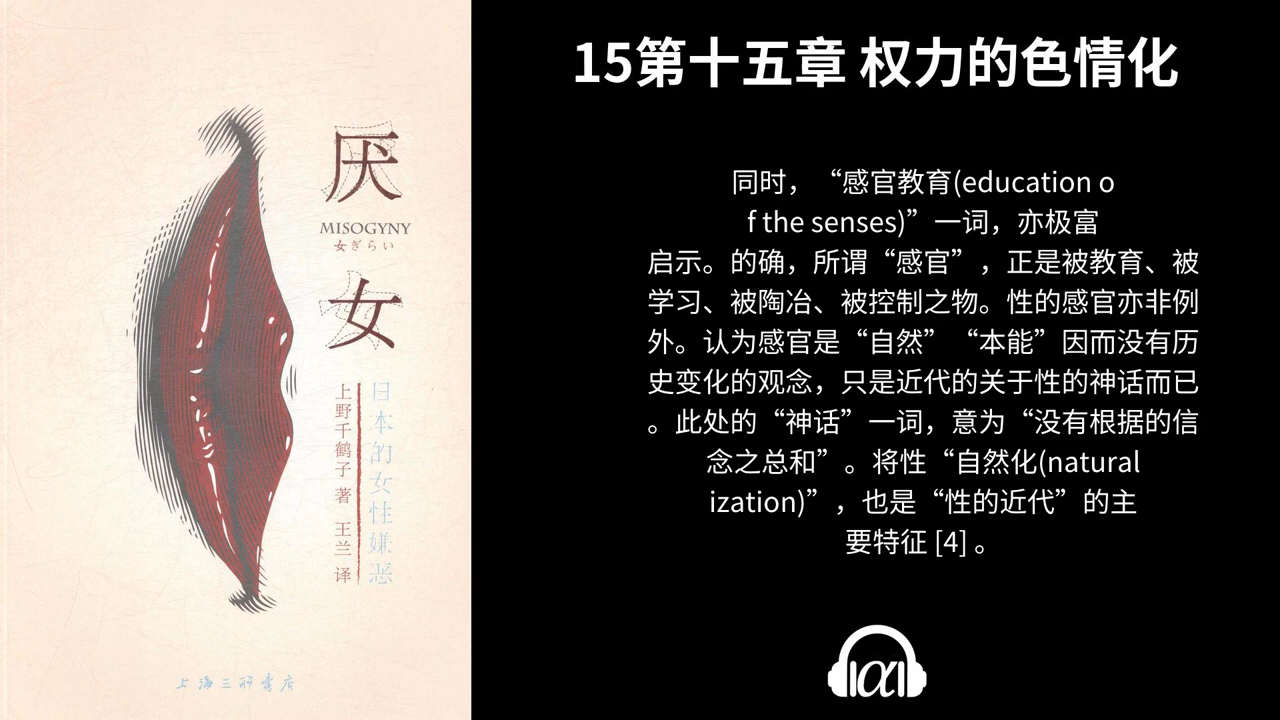 厌
MISOGYNY
女ぎらい
女
日本的女性嫌恶
上野千鹤子 著 王兰 译
上海三联书店
15第十五章 权力的色情化
同时，“感官教育(education o
f the senses)”一词，亦极富
启示。的确，所谓“感官”，正是被教育、被
学习、被陶冶、被控制之物。性的感官亦非例
外。认为感官是“自然”“本能”因而没有历
史变化的观念，只是近代的关于性的神话而已
。此处的“神话”一词，意为“没有根据的信
念之总和”。将性“自然化(natural
ization)”，也是“性的近代”的主
要特征 [4] 。